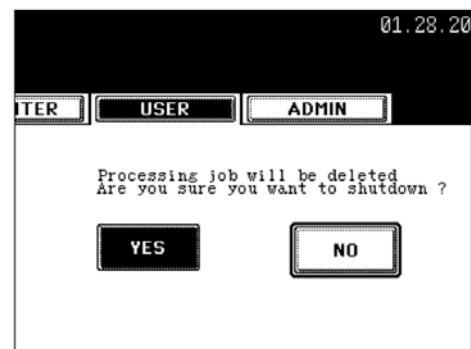 01.28.20
USER
ADMIN
Processing job will be deleted
Are you sure you want to shutdown ?
YES
NO